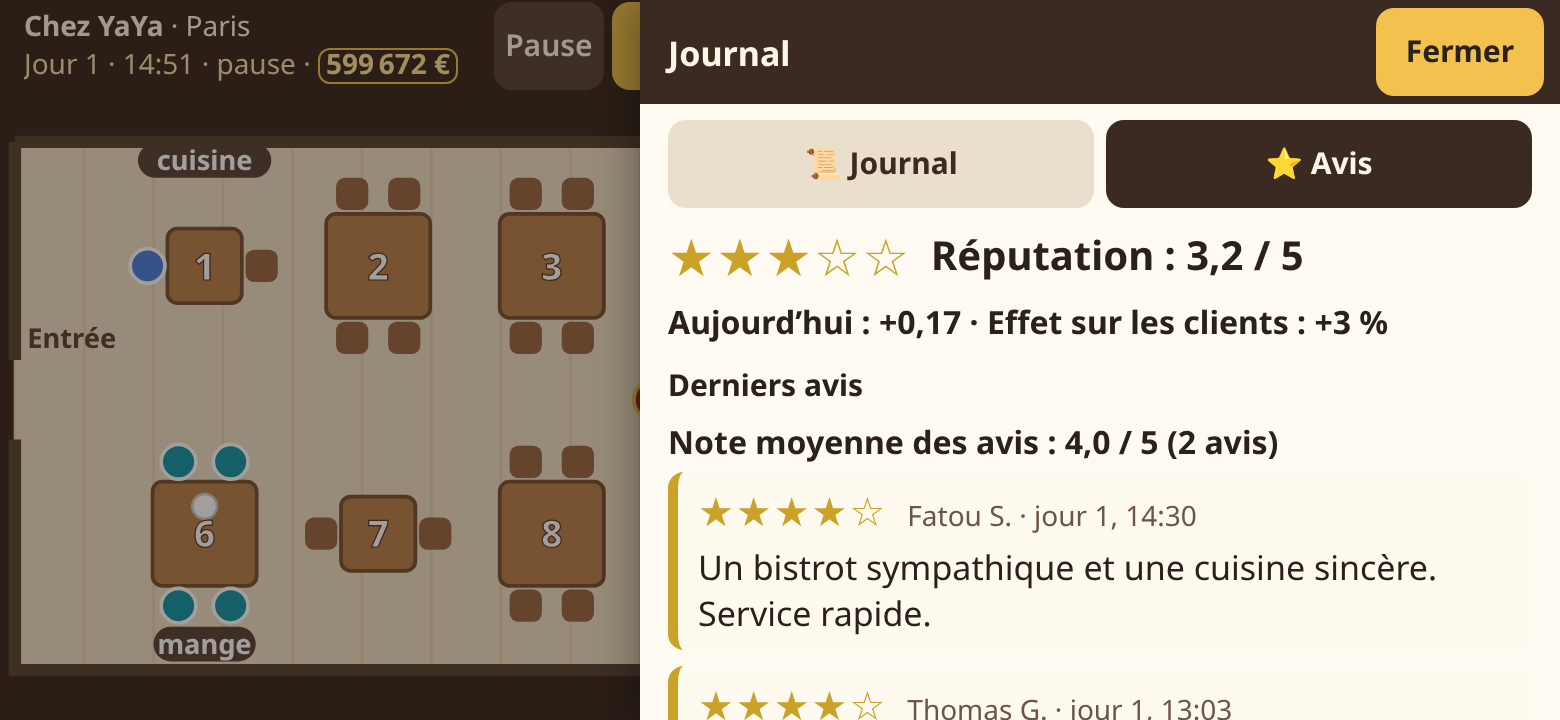 Chez YaYa · Paris
Jour 1 · 14:51 · pause · 599 672 €
Pause
cuisine
1
2
3
Entrée
6
7
8
mange
Journal
Fermer
📜 Journal
⭐ Avis
★★★☆☆ Réputation : 3,2 / 5
Aujourd’hui : +0,17 · Effet sur les clients : +3 %
Derniers avis
Note moyenne des avis : 4,0 / 5 (2 avis)
★★★★☆ Fatou S. · jour 1, 14:30
Un bistrot sympathique et une cuisine sincère.
Service rapide.
★★★★☆ Thomas G. · jour 1, 13:03